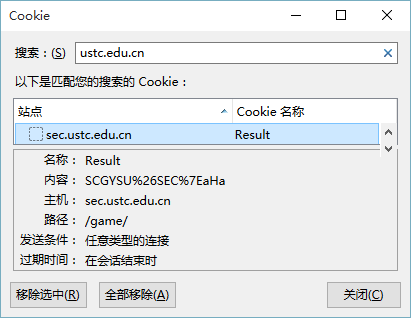 Cookie
搜索：(S) ustc.edu.cn
以下是匹配您的搜索的 Cookie：
站点 Cookie 名称
sec.ustc.edu.cn Result
名称： Result
内容： SCGYSU%26SEC%7EaHa
主机： sec.ustc.edu.cn
路径： /game/
发送条件： 任意类型的连接
过期时间： 在会话结束时
移除选中(R) 全部移除(A) 关闭(C)